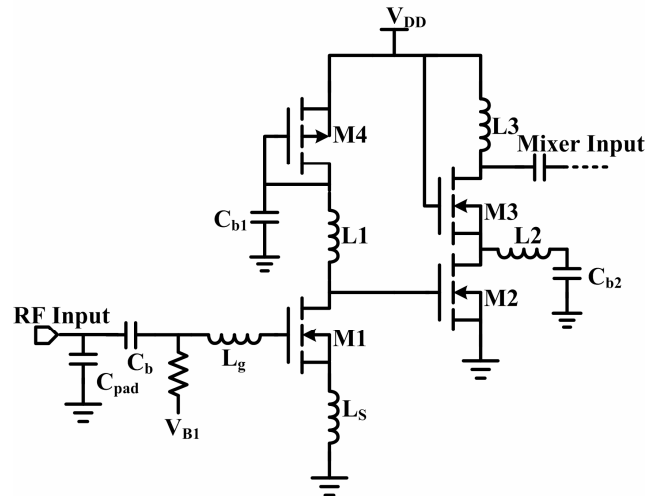 VDD
M4
L3
Mixer Input
M3
Cb1
L1
L2
Cb2
M2
RF Input
M1
Cb
Lg
Cpad
VB1
LS